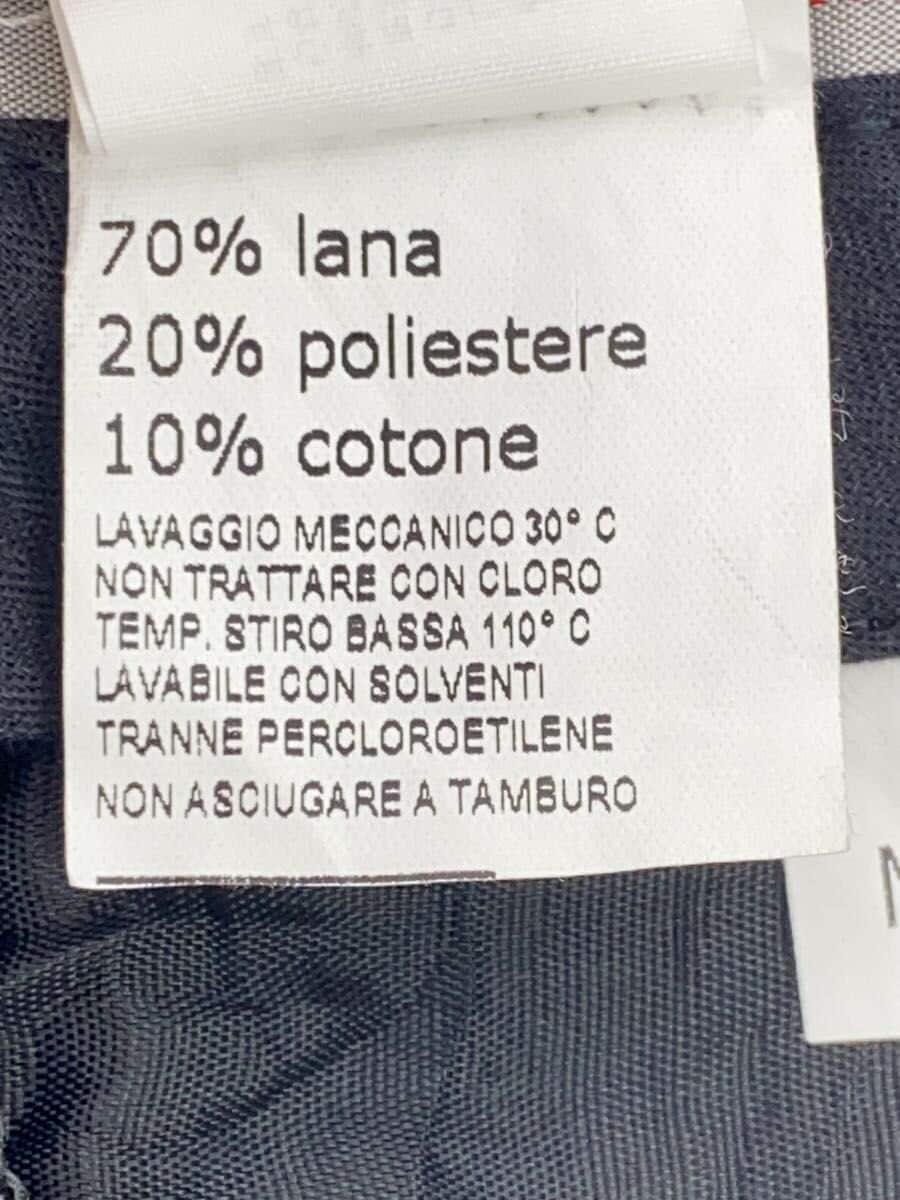 70% lana
20% poliestere
10% cotone
LAVAGGIO MECCANICO 30° C
NON TRATTARE CON CLORO
TEMP. STIRO BASSA 110° C
LAVABILE CON SOLVENTI
TRANNE PERCLOROETILENE
NON ASCIUGARE A TAMBURO